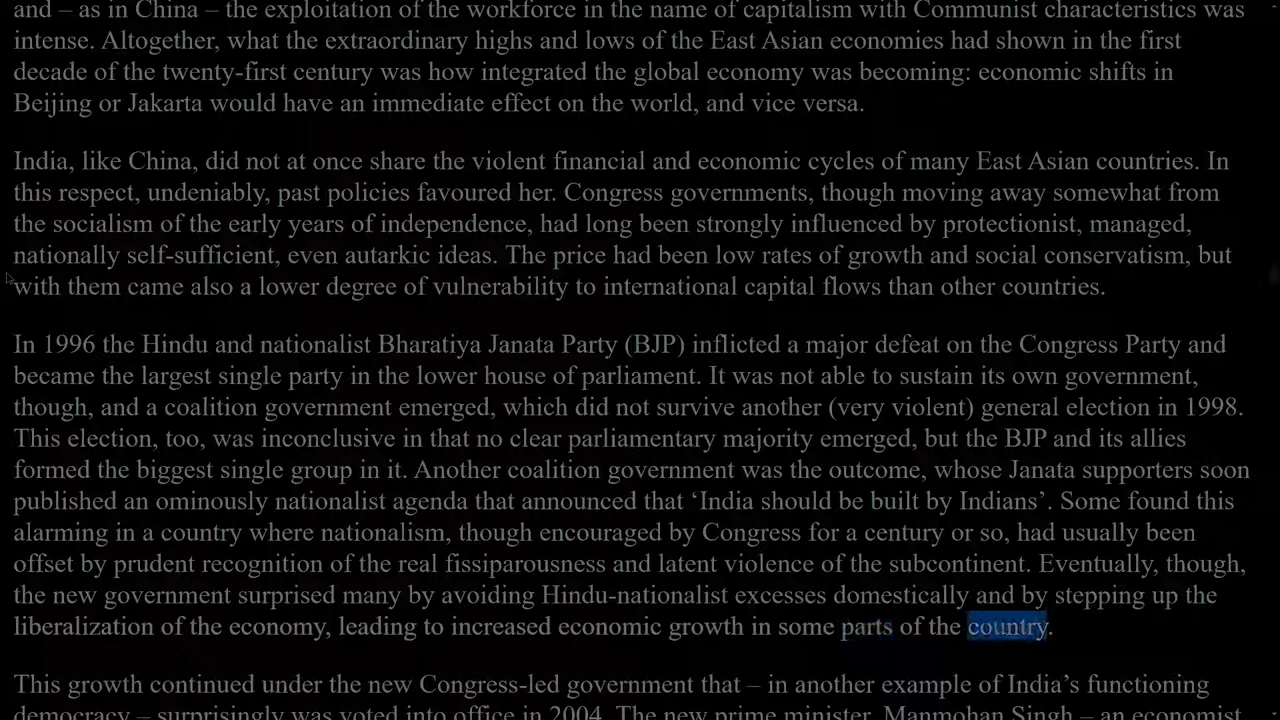 and – as in China – the exploitation of the workforce in the name of capitalism with Communist characteristics was
intense. Altogether, what the extraordinary highs and lows of the East Asian economies had shown in the first
decade of the twenty-first century was how integrated the global economy was becoming: economic shifts in
Beijing or Jakarta would have an immediate effect on the world, and vice versa.
India, like China, did not at once share the violent financial and economic cycles of many East Asian countries. In
this respect, undeniably, past policies favoured her. Congress governments, though moving away somewhat from
the socialism of the early years of independence, had long been strongly influenced by protectionist, managed,
nationally self-sufficient, even autarkic ideas. The price had been low rates of growth and social conservatism, but
with them came also a lower degree of vulnerability to international capital flows than other countries.
In 1996 the Hindu and nationalist Bharatiya Janata Party (BJP) inflicted a major defeat on the Congress Party and
became the largest single party in the lower house of parliament. It was not able to sustain its own government,
though, and a coalition government emerged, which did not survive another (very violent) general election in 1998.
This election, too, was inconclusive in that no clear parliamentary majority emerged, but the BJP and its allies
formed the biggest single group in it. Another coalition government was the outcome, whose Janata supporters soon
published an ominously nationalist agenda that announced that ‘India should be built by Indians’. Some found this
alarming in a country where nationalism, though encouraged by Congress for a century or so, had usually been
offset by prudent recognition of the real fissiparousness and latent violence of the subcontinent. Eventually, though,
the new government surprised many by avoiding Hindu-nationalist excesses domestically and by stepping up the
liberalization of the economy, leading to increased economic growth in some parts of the country.
This growth continued under the new Congress-led government that – in another example of India’s functioning
democracy – surprisingly was voted into office in 2004. The new prime minister, Manmohan Singh – an economist